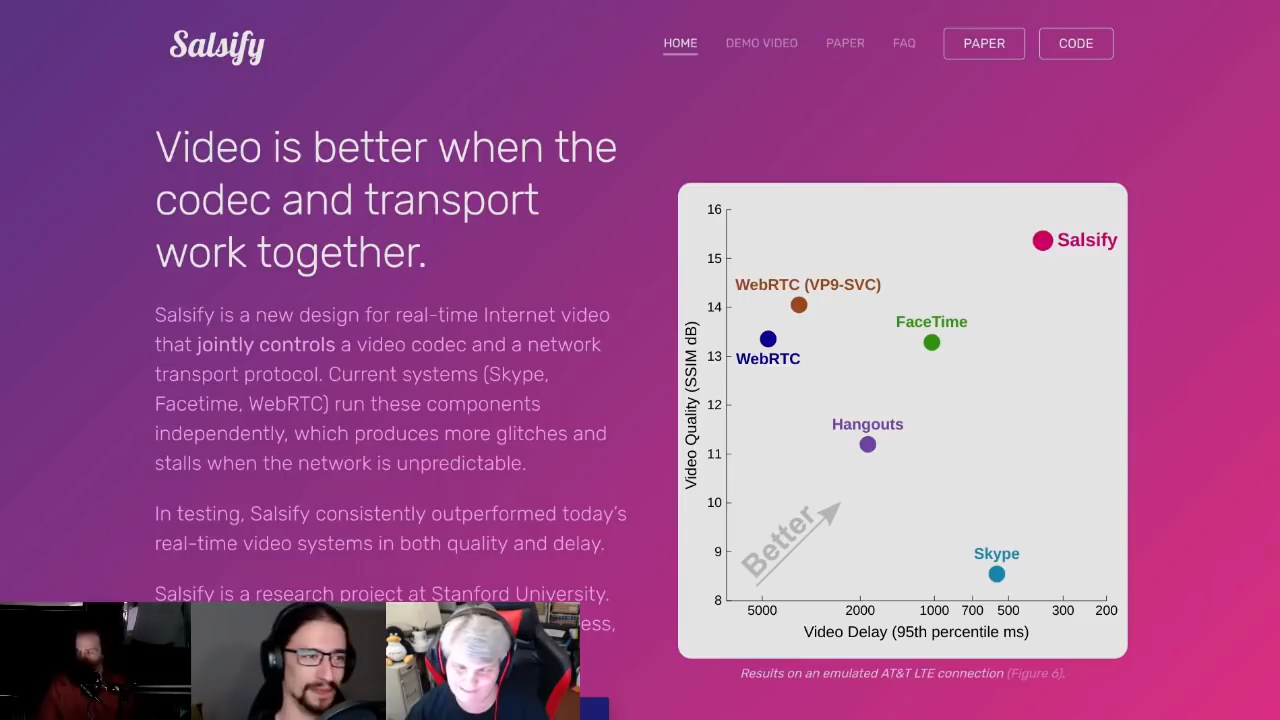 Salsify
HOME
DEMO VIDEO
PAPER
FAQ
PAPER
CODE
Video is better when the
codec and transport
work together.
Salsify is a new design for real-time Internet video
that jointly controls a video codec and a network
transport protocol. Current systems (Skype,
Facetime, WebRTC) run these components
independently, which produces more glitches and
stalls when the network is unpredictable.
In testing, Salsify consistently outperformed today's
real-time video systems in both quality and delay.
Salsify is a research project at Stanford University.
Video Quality (SSIM dB)
16
15
14
13
12
11
10
9
8
Salsify
WebRTC (VP9-SVC)
FaceTime
WebRTC
Hangouts
Better
Skype
5000
2000
1000
700
500
300
200
Video Delay (95th percentile ms)
Results on an emulated AT&T LTE connection (Figure 6).